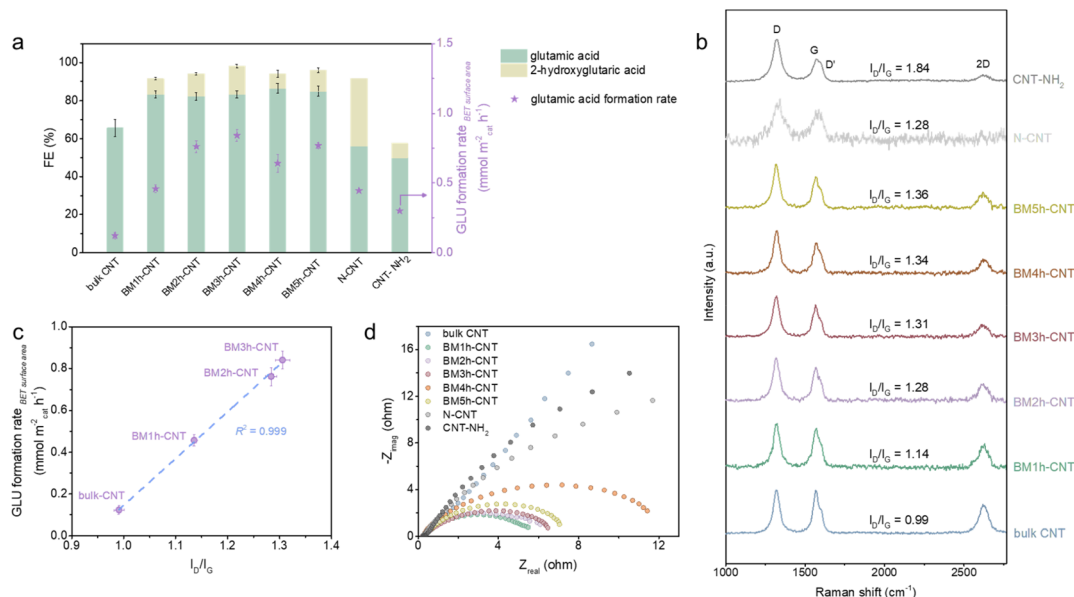 a
FE (%)
100
80
60
40
20
0
bulk CNT
BM1h-CNT
BM2h-CNT
BM3h-CNT
BM4h-CNT
BM5h-CNT
N-CNT
CNT-NH2
1.5
1.0
0.5
0.0
GLU formation rate BET surface area
(mmol m-2cat h-1)
glutamic acid
2-hydroxyglutaric acid
glutamic acid formation rate
b
Intensity (a.u.)
D
G
D'
2D
ID/IG = 1.84
CNT-NH2
ID/IG = 1.28
N-CNT
ID/IG = 1.36
BM5h-CNT
ID/IG = 1.34
BM4h-CNT
ID/IG = 1.31
BM3h-CNT
ID/IG = 1.28
BM2h-CNT
ID/IG = 1.14
BM1h-CNT
ID/IG = 0.99
bulk CNT
1000
1500
2000
2500
Raman shift (cm-1)
c
GLU formation rate BET surface area
(mmol m-2cat h-1)
1.0
0.8
0.6
0.4
0.2
0.0
BM3h-CNT
BM2h-CNT
BM1h-CNT
bulk-CNT
R2 = 0.999
0.9
1.0
1.1
1.2
1.3
1.4
ID/IG
d
-Zimag (ohm)
16
12
8
4
0
bulk CNT
BM1h-CNT
BM2h-CNT
BM3h-CNT
BM4h-CNT
BM5h-CNT
N-CNT
CNT-NH2
0
2
4
6
8
10
12
Zreal (ohm)